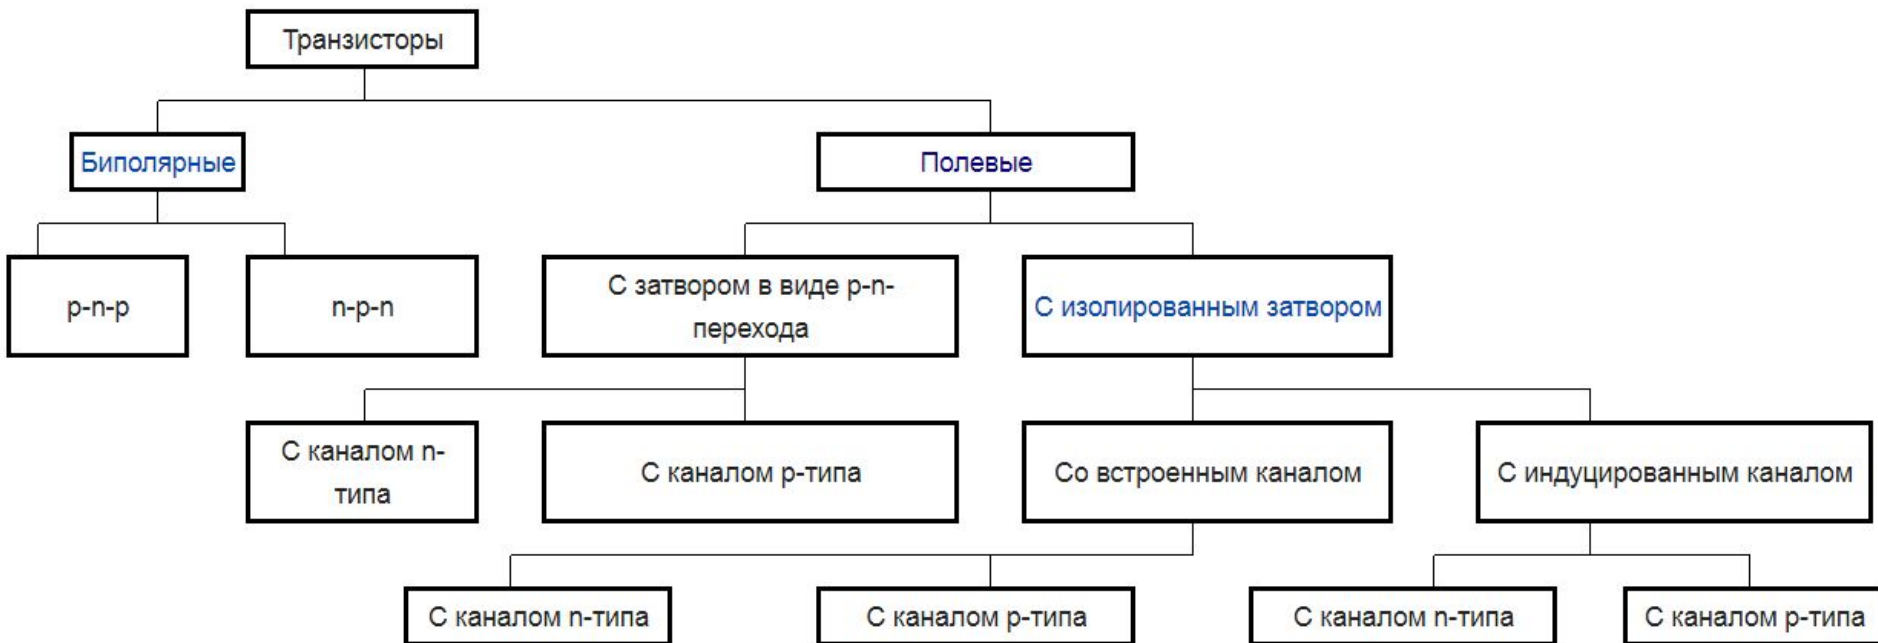 Транзисторы
Биполярные
Полевые
p-n-p
n-p-n
С затвором в виде p-n-
перехода
С изолированным затвором
С каналом n-
типа
С каналом p-типа
Со встроенным каналом
С индуцированным каналом
С каналом n-типа
С каналом p-типа
С каналом n-типа
С каналом p-типа